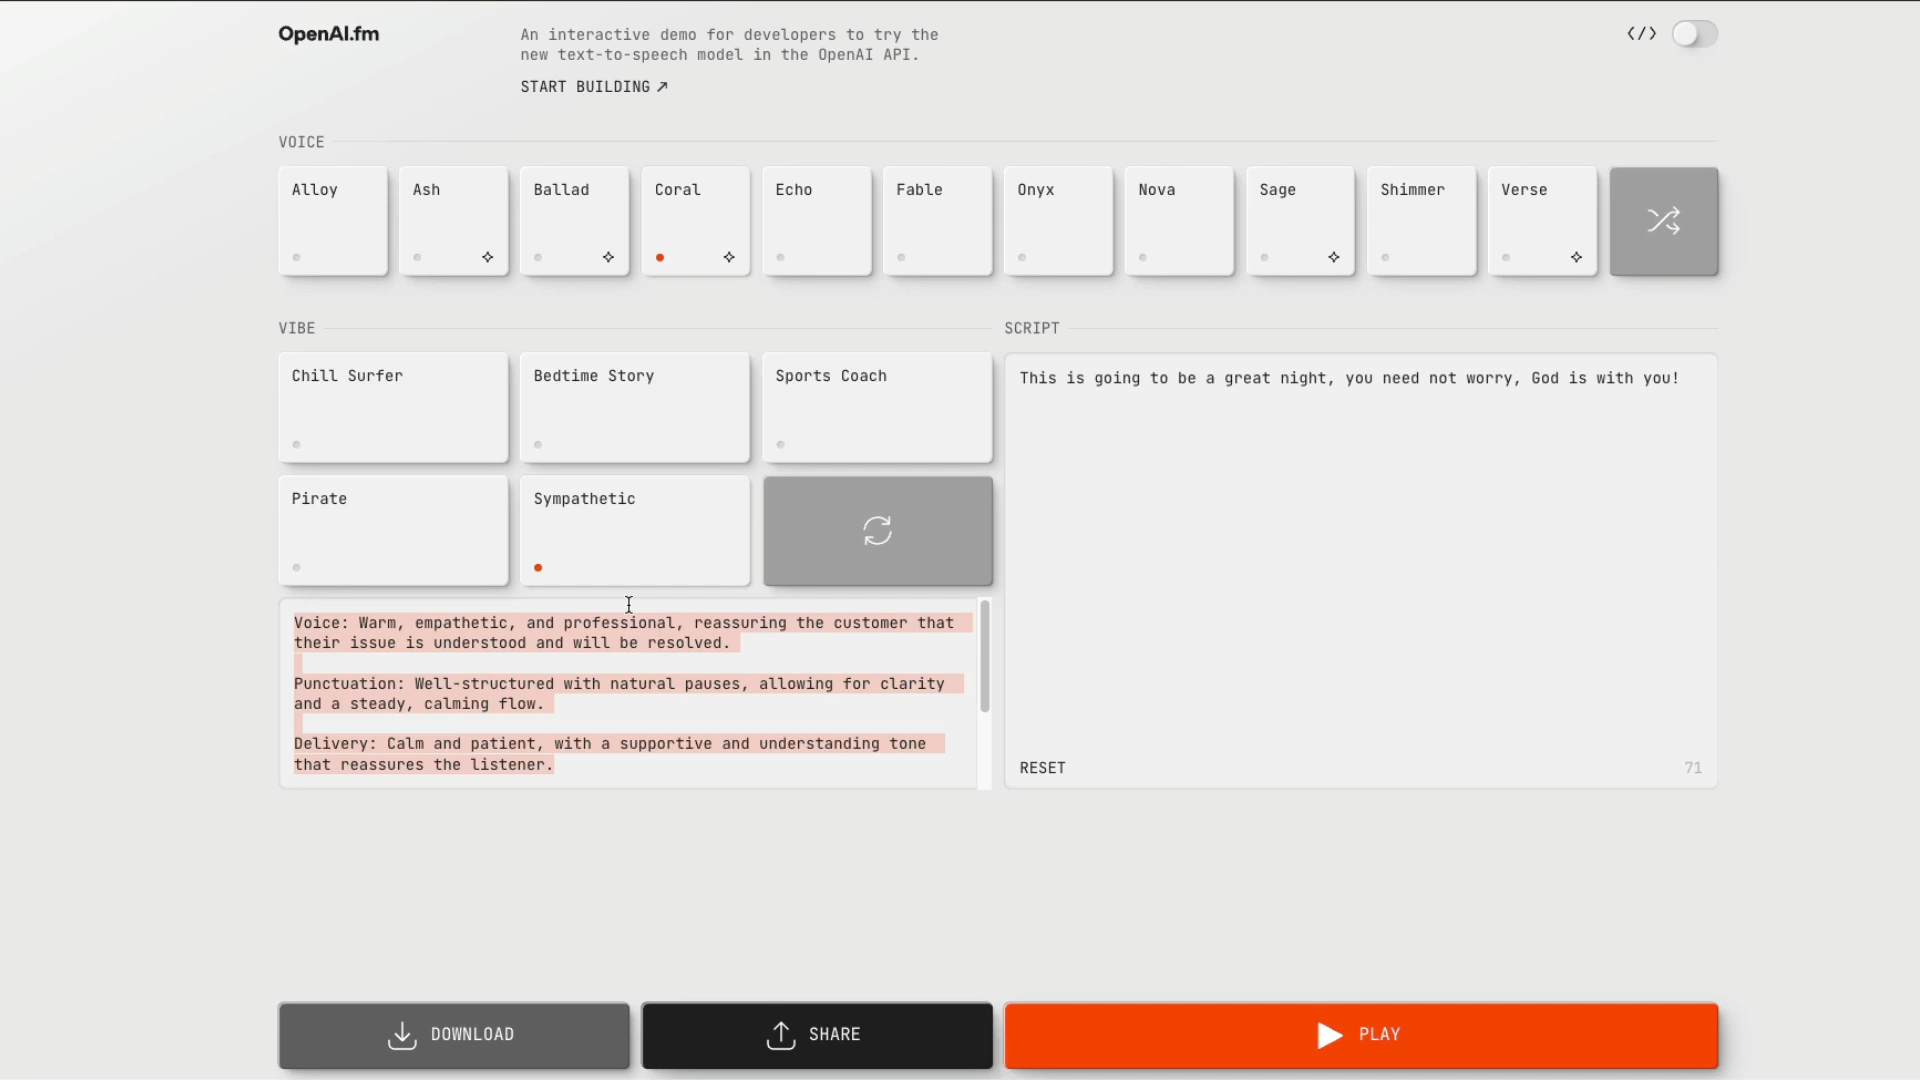 OpenAI.fm
An interactive demo for developers to try the
new text-to-speech model in the OpenAI API.
START BUILDING ↗
</>
VOICE
Alloy
Ash
Ballad
Coral
Echo
Fable
Onyx
Nova
Sage
Shimmer
Verse
VIBE
Chill Surfer
Bedtime Story
Sports Coach
Pirate
Sympathetic
Voice: Warm, empathetic, and professional, reassuring the customer that
their issue is understood and will be resolved.
Punctuation: Well-structured with natural pauses, allowing for clarity
and a steady, calming flow.
Delivery: Calm and patient, with a supportive and understanding tone
that reassures the listener.
SCRIPT
This is going to be a great night, you need not worry, God is with you!
RESET
71
DOWNLOAD
SHARE
PLAY